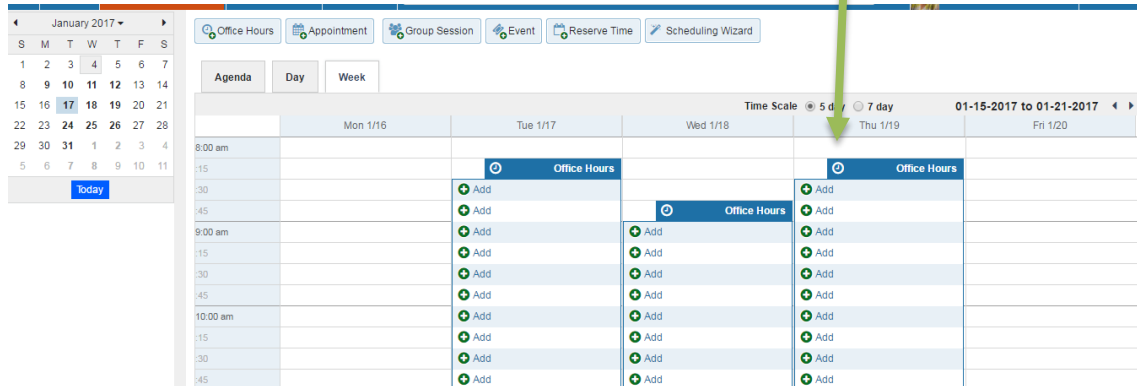 January 2017
S M T W T F S
1 2 3 4 5 6 7
8 9 10 11 12 13 14
15 16 17 18 19 20 21
22 23 24 25 26 27 28
29 30 31 1 2 3 4
5 6 7 8 9 10 11
Today
Office Hours Appointment Group Session Event Reserve Time Scheduling Wizard
Agenda Day Week
Time Scale 5 day 7 day 01-15-2017 to 01-21-2017
Mon 1/16 Tue 1/17 Wed 1/18 Thu 1/19 Fri 1/20
8:00 am
:15 Office Hours Office Hours
:30 Add Add
:45 Add Office Hours Add
9:00 am Add Add Add
:15 Add Add Add
:30 Add Add Add
:45 Add Add Add
10:00 am Add Add Add
:15 Add Add Add
:30 Add Add Add
:45 Add Add Add